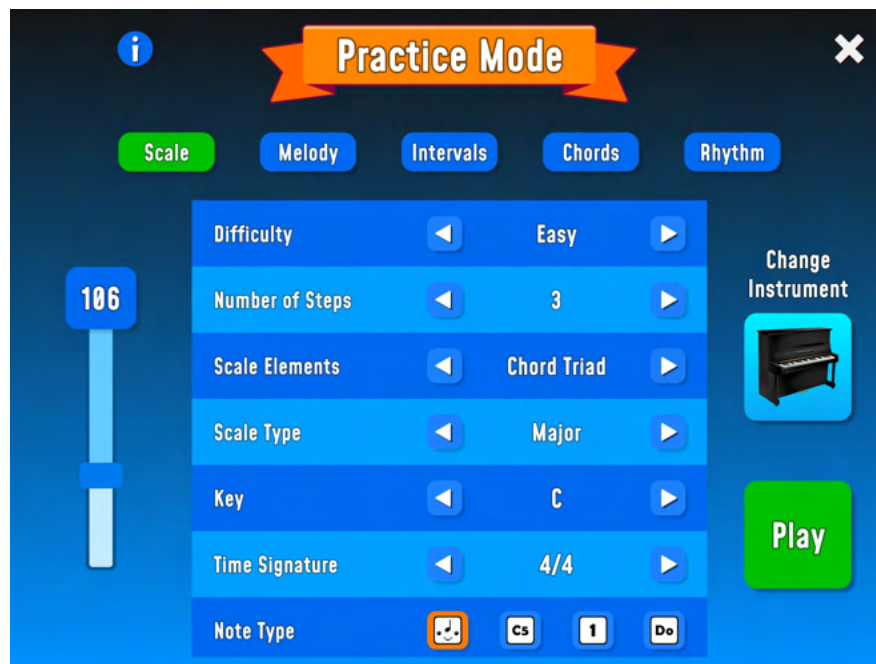 i
Practice Mode
Scale Melody Intervals Chords Rhythm
Difficulty Easy
Change
Instrument
106
Number of Steps 3
Scale Elements Chord Triad
Scale Type Major
Key C
Play
Time Signature 4/4
Note Type C5 1 Do